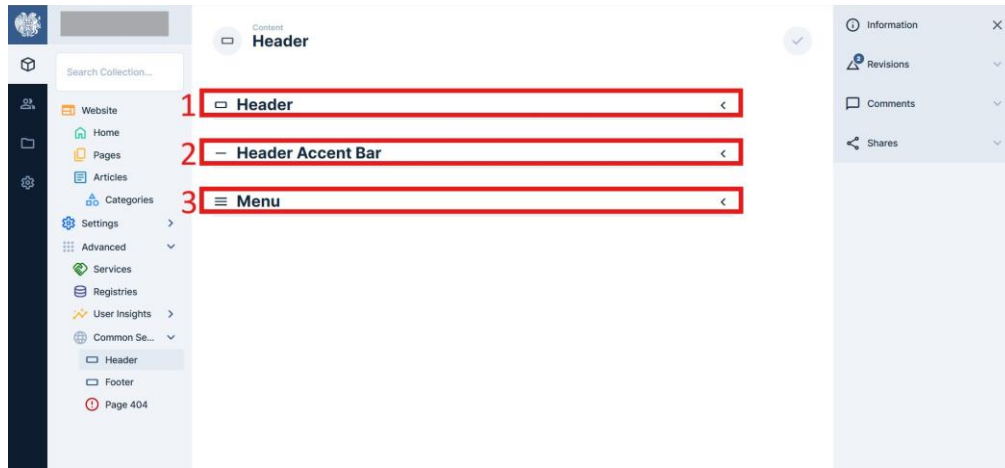 Search Collection...
Website
Home
Pages
Articles
Categories
Settings
Advanced
Services
Registries
User Insights
Common Se...
Header
Footer
Page 404
Content
Header
1 Header
2 Header Accent Bar
3 Menu
Information
3
Revisions
Comments
Shares